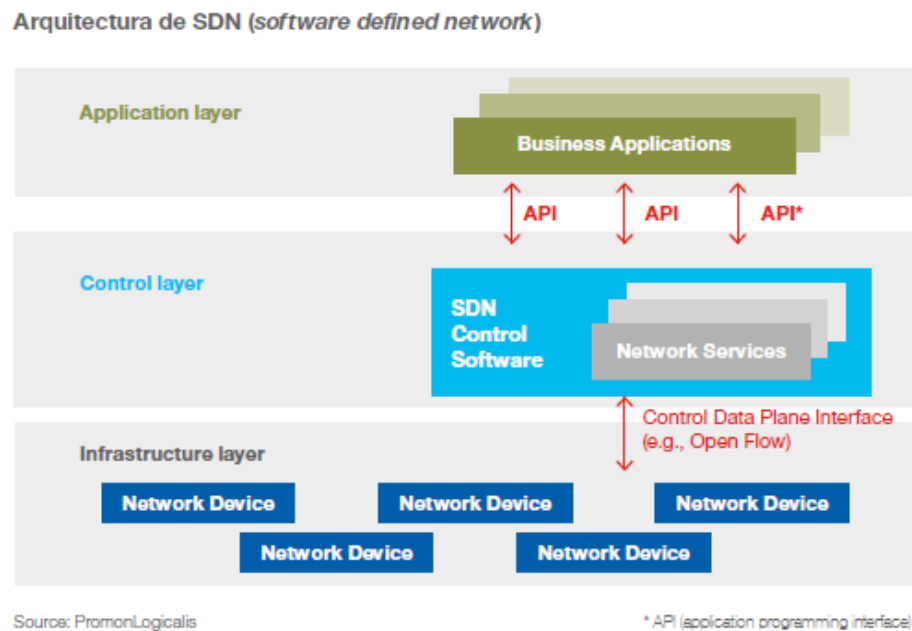 Arquitectura de SDN (software defined network)
Application layer
Business Applications
API
API
API*
Control layer
SDN
Control
Software
Network Services
Control Data Plane Interface
(e.g., Open Flow)
Infrastructure layer
Network Device
Network Device
Network Device
Network Device
Network Device
Source: PromonLogicalis
* API (application programming interface)